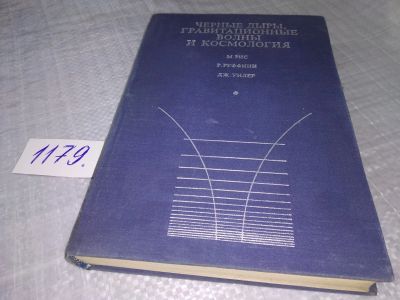 ЧЕРНЫЕ ДЫРЫ,
ГРАВИТАЦИОННЫЕ
ВОЛНЫ
И КОСМОЛОГИЯ
М. РИС
Р. РУФФИНИ
ДЖ. УИЛЕР
1179.